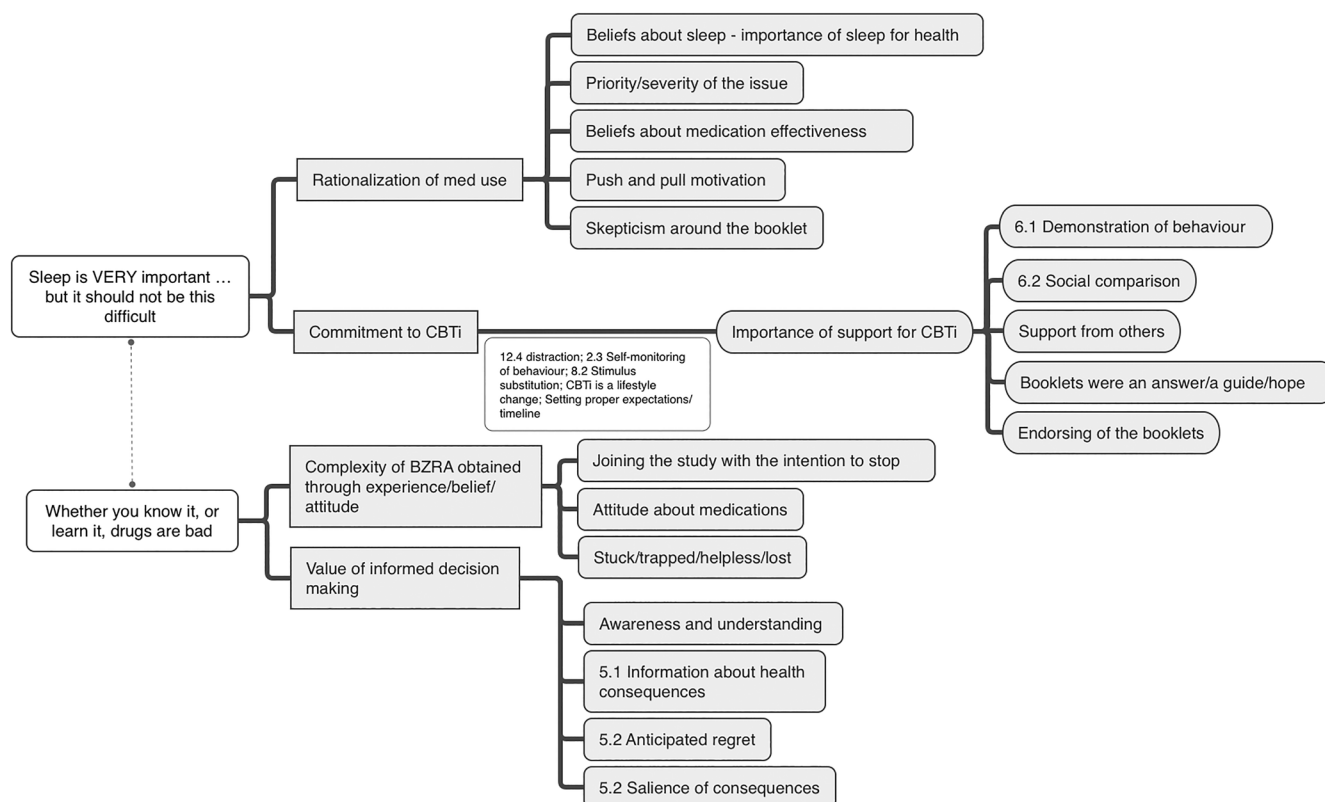 Beliefs about sleep - importance of sleep for health
Priority/severity of the issue
Beliefs about medication effectiveness
Rationalization of med use
Push and pull motivation
Skepticism around the booklet
Sleep is VERY important ...
but it should not be this
difficult
Commitment to CBTi
12.4 distraction; 2.3 Self-monitoring
of behaviour; 8.2 Stimulus
substitution; CBTi is a lifestyle
change; Setting proper expectations/
timeline
Importance of support for CBTi
6.1 Demonstration of behaviour
6.2 Social comparison
Support from others
Booklets were an answer/a guide/hope
Endorsing of the booklets
Whether you know it, or
learn it, drugs are bad
Complexity of BZRA obtained
through experience/belief/
attitude
Joining the study with the intention to stop
Attitude about medications
Stuck/trapped/helpless/lost
Value of informed decision
making
Awareness and understanding
5.1 Information about health
consequences
5.2 Anticipated regret
5.2 Salience of consequences